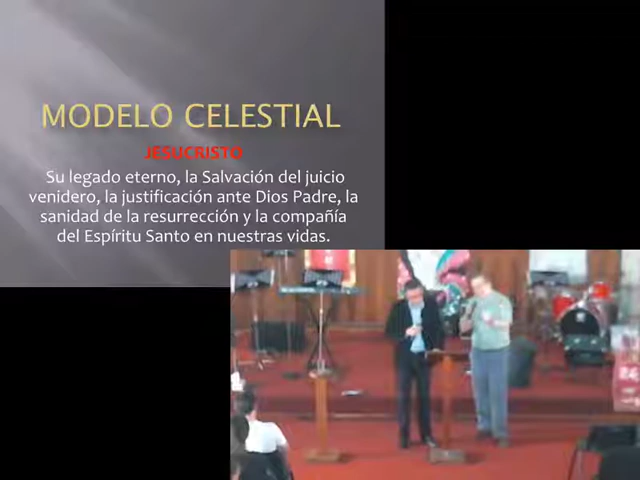 MODELO CELESTIAL
JESUCRISTO
Su legado eterno, la Salvación del juicio
venidero, la justificación ante Dios Padre, la
sanidad de la resurrección y la compañía
del Espíritu Santo en nuestras vidas.